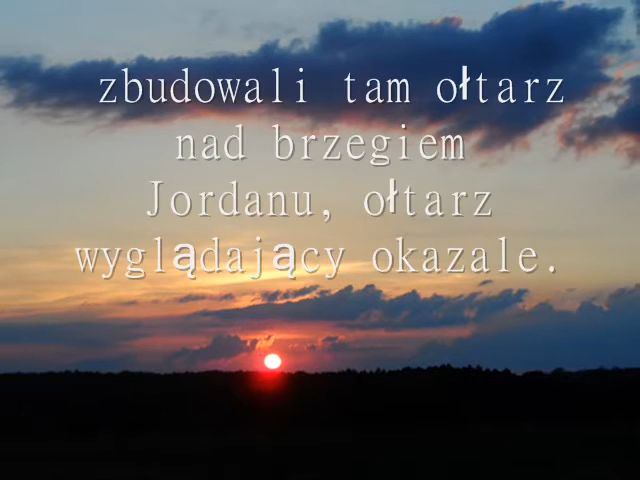 zbudowali tam ołtarz
nad brzegiem
Jordanu, ołtarz
wyglądający okazale.